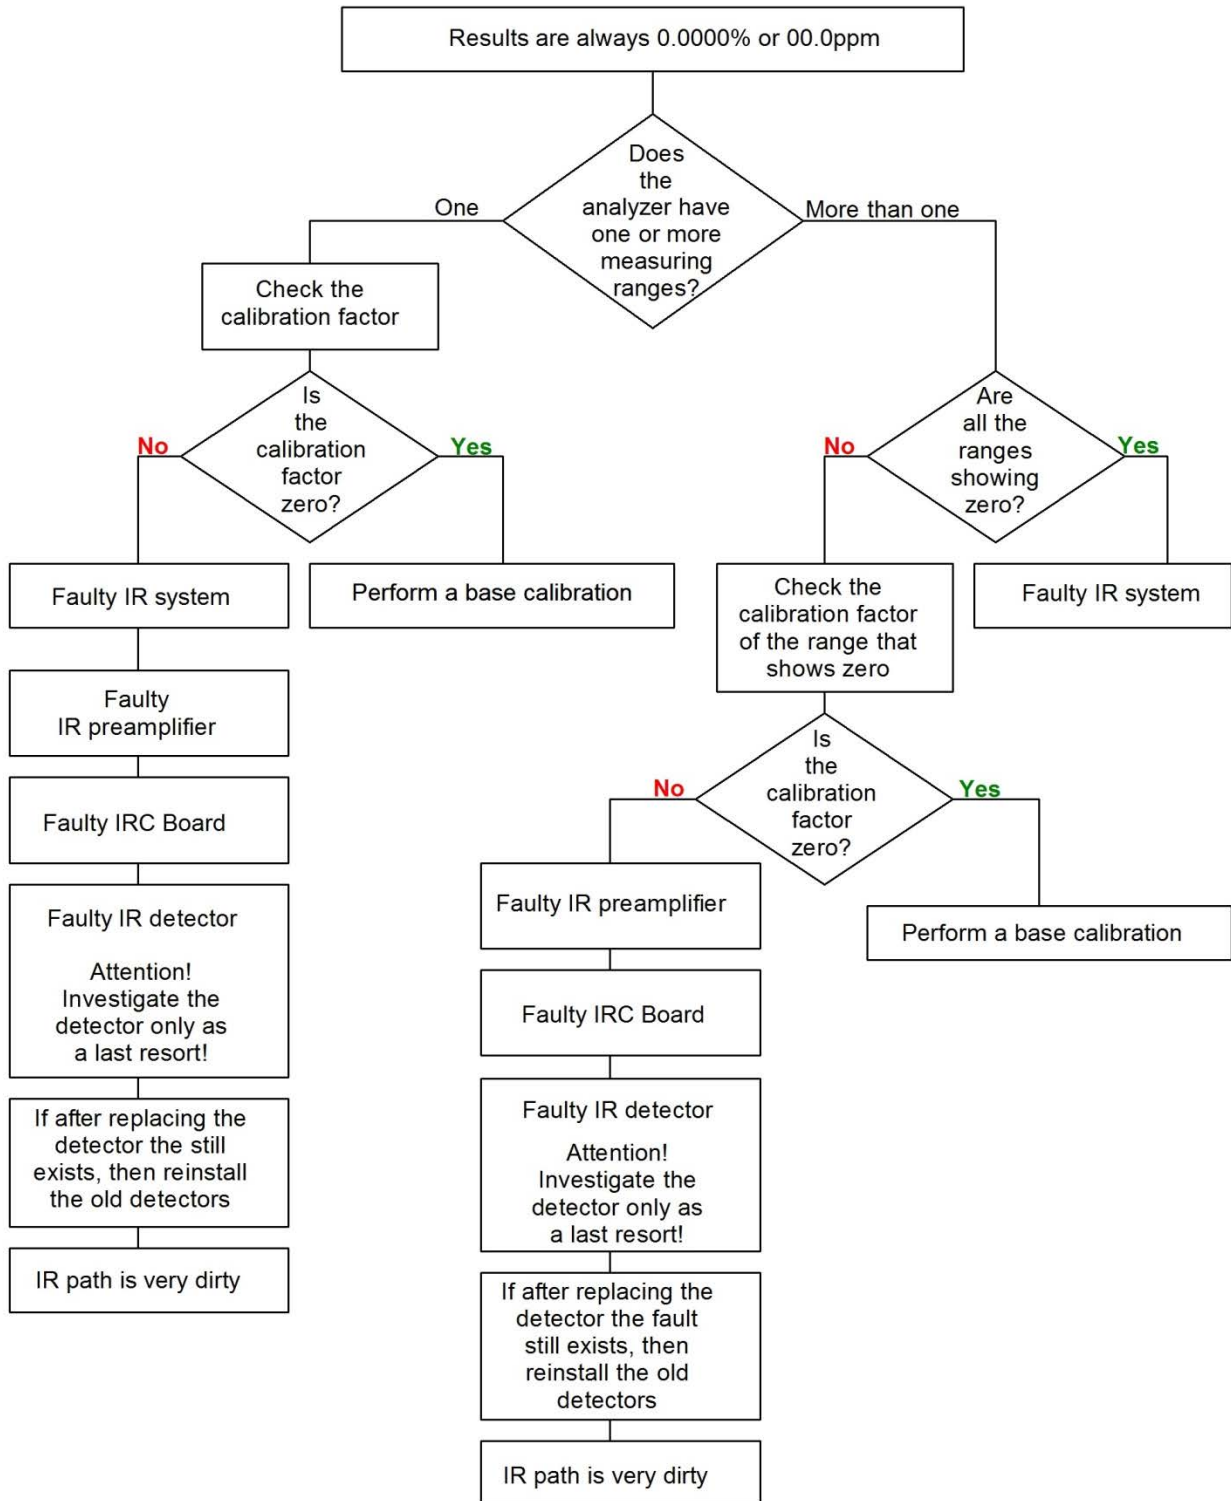 Results are always 0.0000% or 00.0ppm
Does
the
analyzer have
one or more
measuring
ranges?
One
More than one
Check the
calibration factor
Is
the
calibration
factor
zero?
No
Yes
Are
all the
ranges
showing
zero?
No
Yes
Faulty IR system
Perform a base calibration
Check the
calibration factor
of the range that
shows zero
Faulty IR system
Faulty
IR preamplifier
Is
the
calibration
factor
zero?
No
Yes
Faulty IRC Board
Faulty IR preamplifier
Perform a base calibration
Faulty IR detector
Attention!
Investigate the
detector only as
a last resort!
Faulty IRC Board
If after replacing the
detector the still
exists, then reinstall
the old detectors
Faulty IR detector
Attention!
Investigate the
detector only as
a last resort!
IR path is very dirty
If after replacing the
detector the fault
still exists, then
reinstall the old
detectors
IR path is very dirty